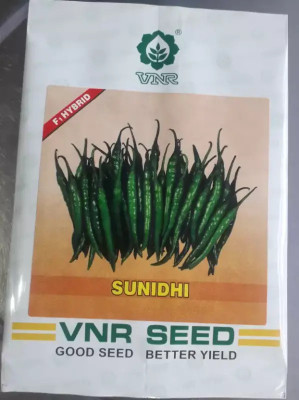 ®
VNR
F1 HYBRID
SUNIDHI
VNR SEED
GOOD SEED BETTER YIELD